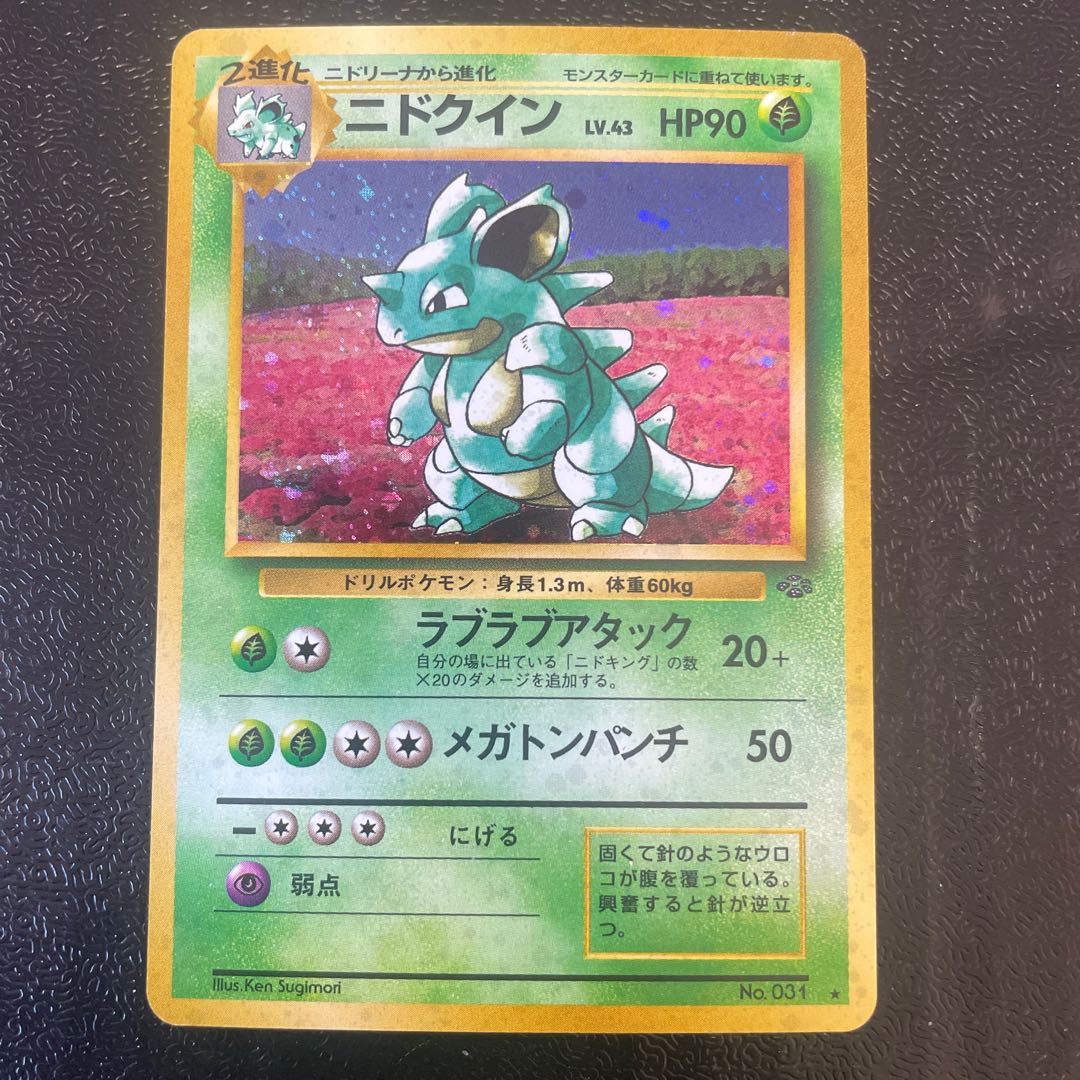 2進化 ニドリーナから進化 モンスターカードに重ねて使います。
ニドクイン LV.43 HP90
ドリルポケモン：身長1.3m、体重60kg
ラブラブアタック 20+
自分の場に出ている「ニドキング」の数
×20のダメージを追加する。
メガトンパンチ 50
にげる
弱点
固くて針のようなウロ
コが腹を覆っている。
興奮すると針が逆立
つ。
Illus.Ken Sugimori No. 031 ★